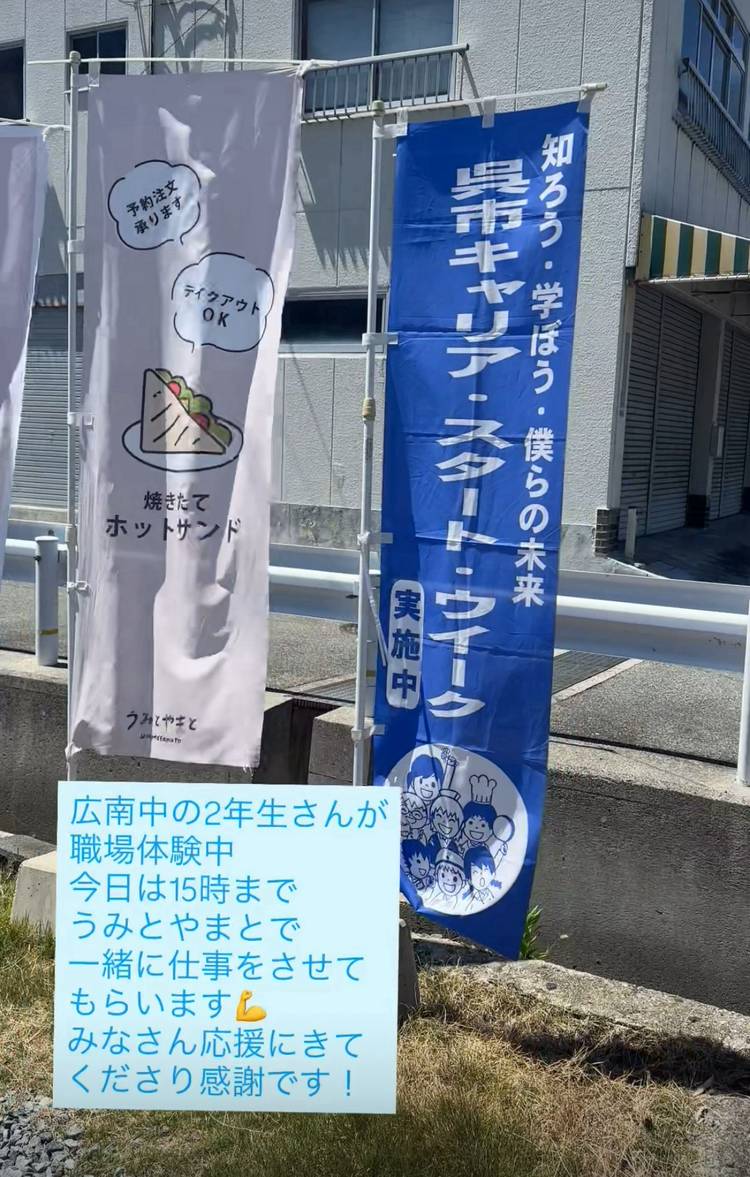 予約注文
承ります
テイクアウト
OK
焼きたて
ホットサンド
うみとやまと
知ろう・学ぼう・僕らの未来
呉市キャリア・スタート・ウイーク
実施中
広南中の2年生さんが
職場体験中
今日は15時まで
うみとやまとで
一緒に仕事をさせて
もらいます💪
みなさん応援にきて
くださり感謝です！